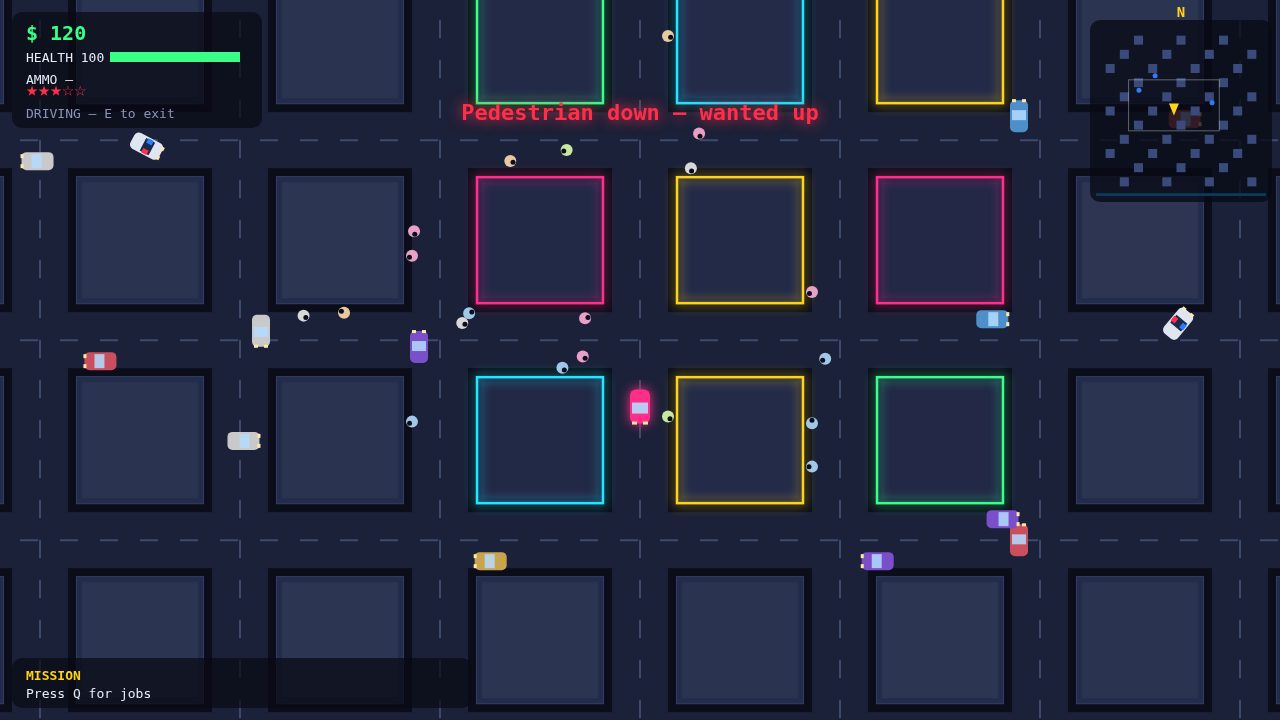 $ 120
HEALTH 100
AMMO —
★★★☆☆
DRIVING — E to exit
N
Pedestrian down — wanted up
MISSION
Press Q for jobs